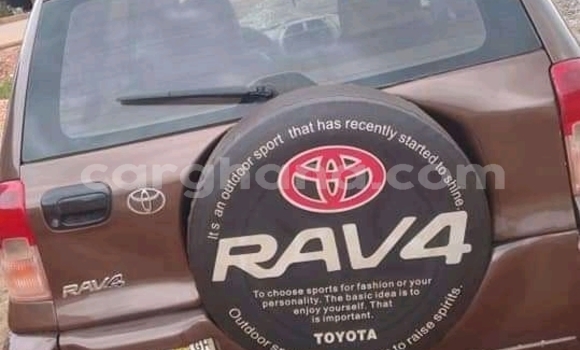 carghana.com
It s an outdoor sport that has recently started to shine.
RAV4
To choose sports for fashion or your
personality. The basic idea is to
enjoy yourself. That
is important.
TOYOTA
Outdoor
to raise spirits.
RAV4